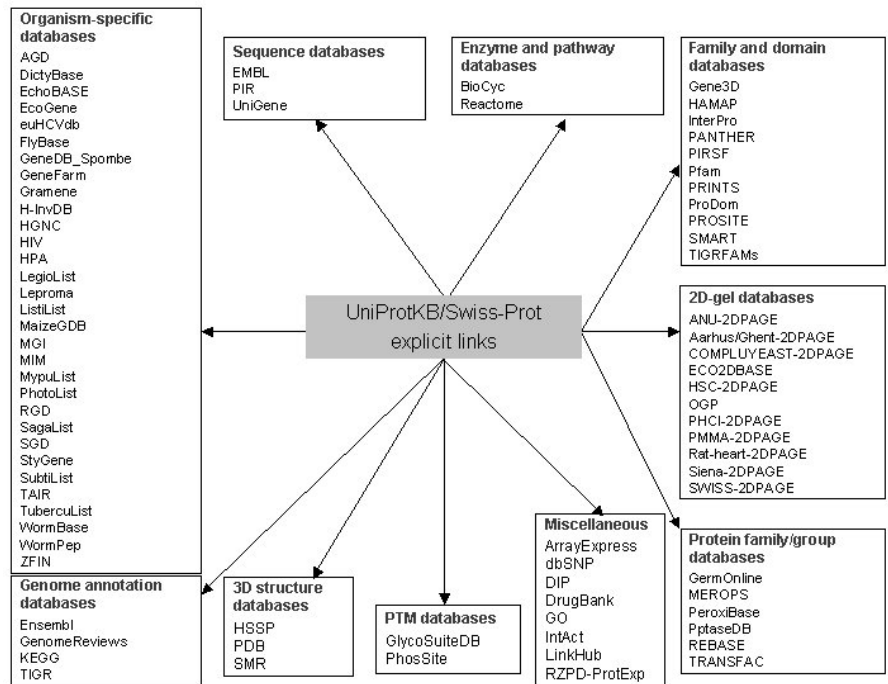 Organism-specific
databases
AGD
DictyBase
EchoBASE
EcoGene
euHCVdb
FlyBase
GeneDB_Spombe
GeneFarm
Gramene
H-InvDB
HGNC
HIV
HPA
LegioList
Leproma
ListiList
MaizeGDB
MGI
MIM
MypuList
PhotoList
RGD
SagaList
SGD
StyGene
SubtiList
TAIR
TubercuList
WormBase
WormPep
ZFIN
Sequence databases
EMBL
PIR
UniGene
Enzyme and pathway
databases
BioCyc
Reactome
Family and domain
databases
Gene3D
HAMAP
InterPro
PANTHER
PIRSF
Pfam
PRINTS
ProDom
PROSITE
SMART
TIGRFAMs
UniProtKB/Swiss-Prot
explicit links
2D-gel databases
ANU-2DPAGE
Aarhus/Ghent-2DPAGE
COMPLUYEAST-2DPAGE
ECO2DBASE
HSC-2DPAGE
OGP
PHCI-2DPAGE
PMMA-2DPAGE
Rat-heart-2DPAGE
Siena-2DPAGE
SWISS-2DPAGE
Genome annotation
databases
Ensembl
GenomeReviews
KEGG
TIGR
3D structure
databases
HSSP
PDB
SMR
PTM databases
GlycoSuiteDB
PhosSite
Miscellaneous
ArrayExpress
dbSNP
DIP
DrugBank
GO
IntAct
LinkHub
RZPD-ProtExp
Protein family/group
databases
GermOnline
MEROPS
PeroxiBase
PptaseDB
REBASE
TRANSFAC